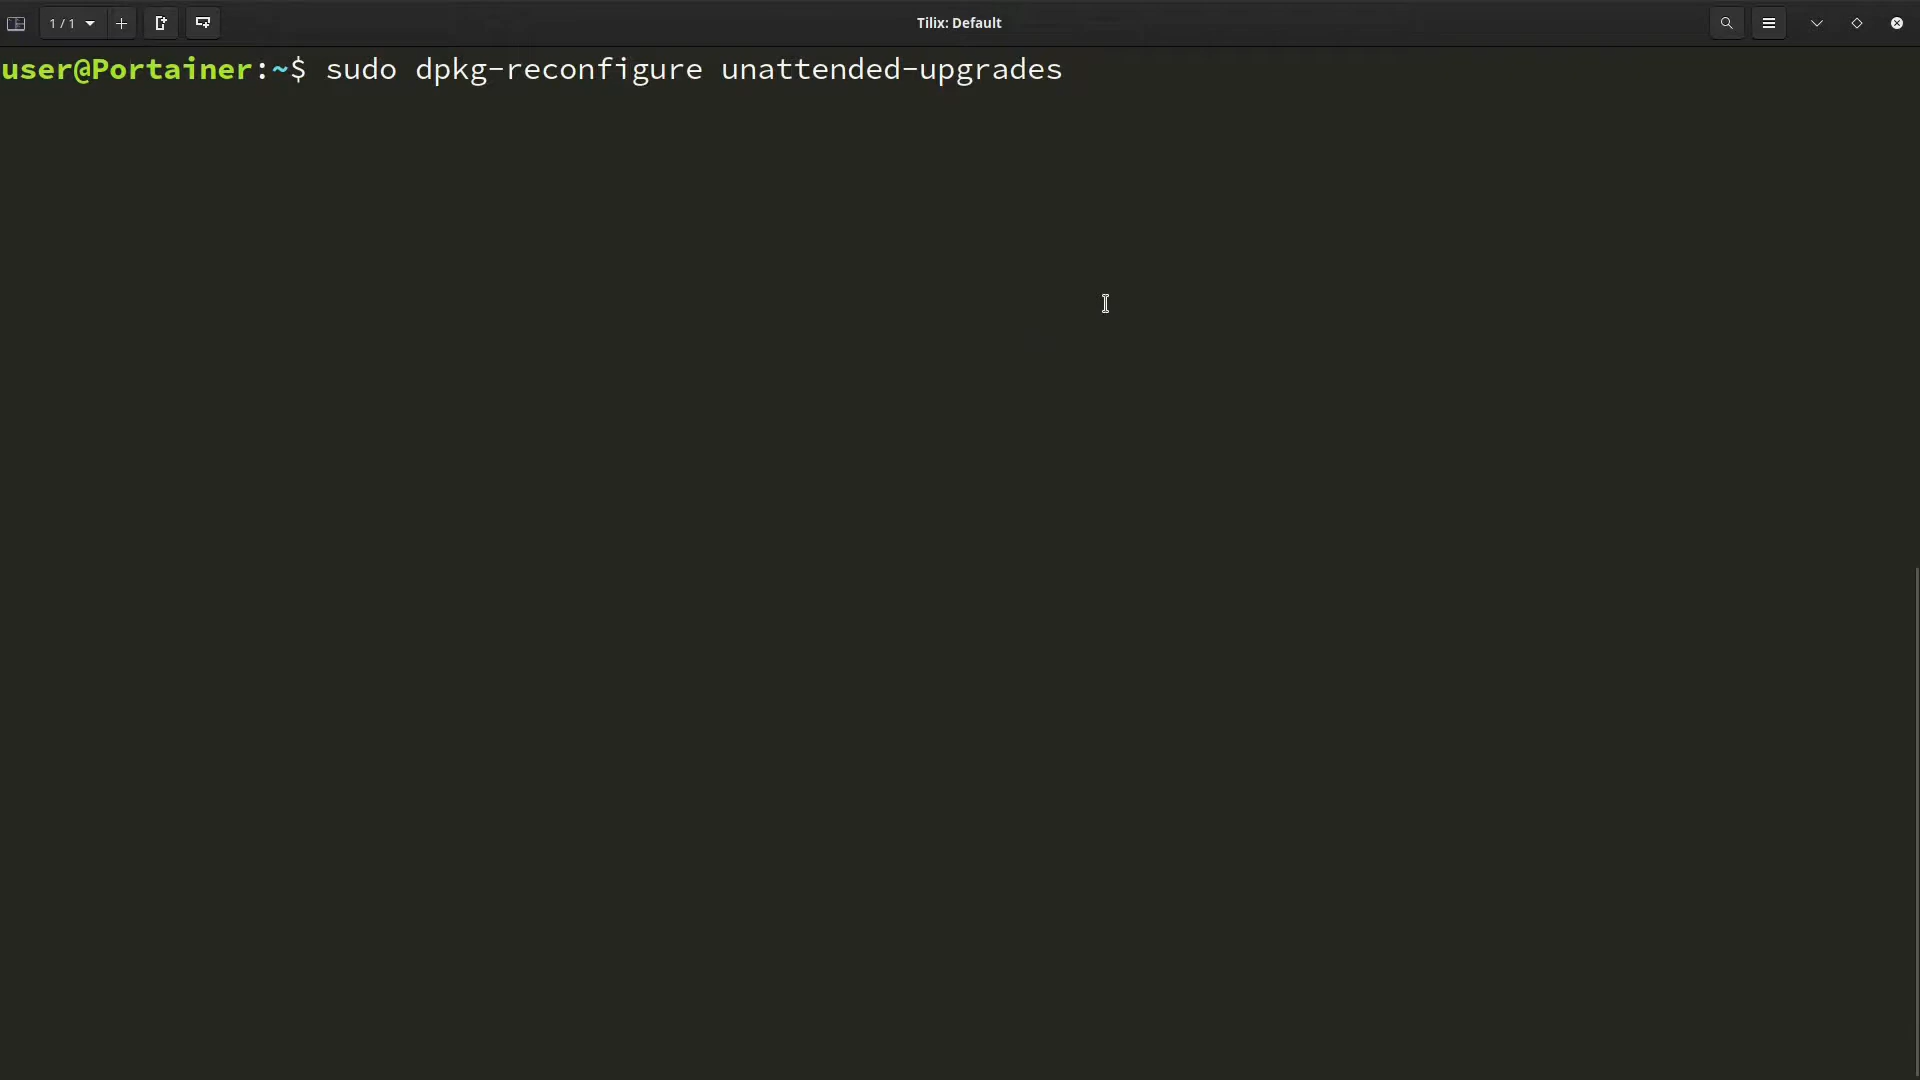 1 / 1
Tilix: Default
user@Portainer:~$ sudo dpkg-reconfigure unattended-upgrades